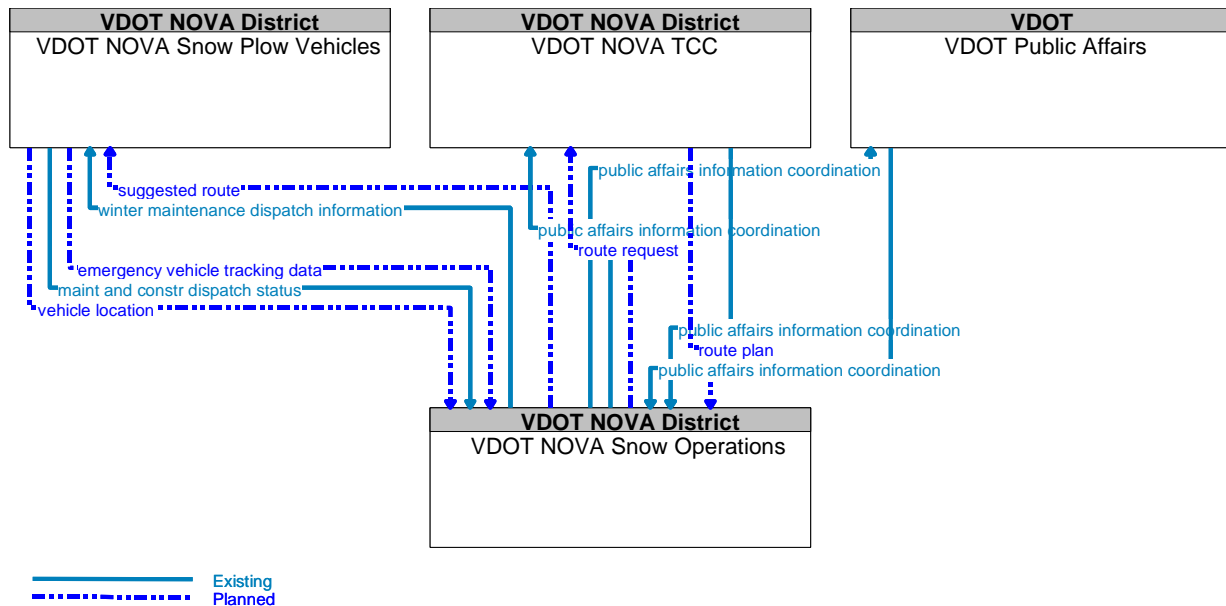 VDOT NOVA District
VDOT NOVA Snow Plow Vehicles
VDOT NOVA District
VDOT NOVA TCC
VDOT
VDOT Public Affairs
public affairs information coordination
suggested route
winter maintenance dispatch information
public affairs information coordination
route request
emergency vehicle tracking data
maint and constr dispatch status
vehicle location
public affairs information coordination
route plan
public affairs information coordination
VDOT NOVA District
VDOT NOVA Snow Operations
Existing
Planned